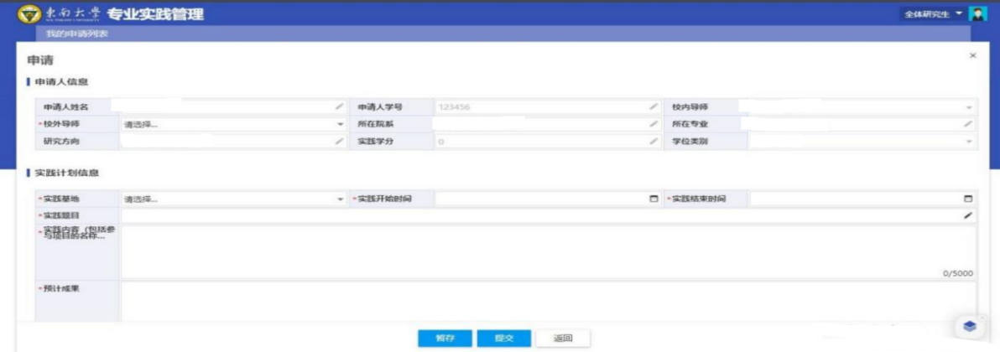 东南大学 专业实践管理 全体研究生
我的申请列表
申请 ×
申请人信息
申请人姓名 申请人学号 123456 校内导师
*校外导师 请选择... 所在院系 所在专业
研究方向 实践学分 0 学位类别
实践计划信息
*实践基地 请选择... *实践开始时间 *实践结束时间
*实践题目
*实践内容（包括参
与项目的名称...
0/5000
*预计成果
暂存 提交 返回